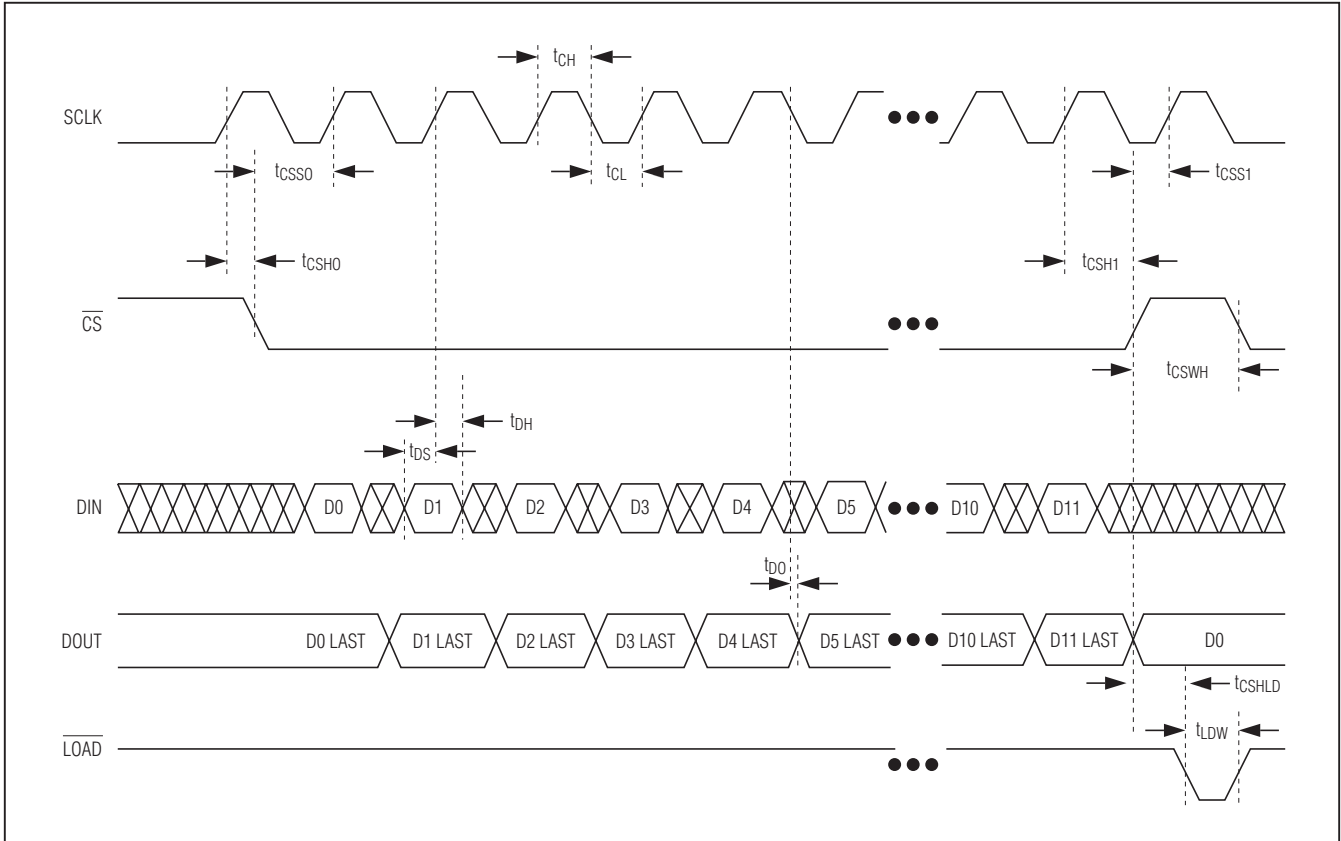 tCH
SCLK
tCSSO
tCL
tCSS1
tCSHO
tCSH1
CS
tCSWH
tDH
tDS
DIN D0 D1 D2 D3 D4 D5 D10 D11
tDO
DOUT D0 LAST D1 LAST D2 LAST D3 LAST D4 LAST D5 LAST D10 LAST D11 LAST D0
tCSHLD
tLDW
LOAD